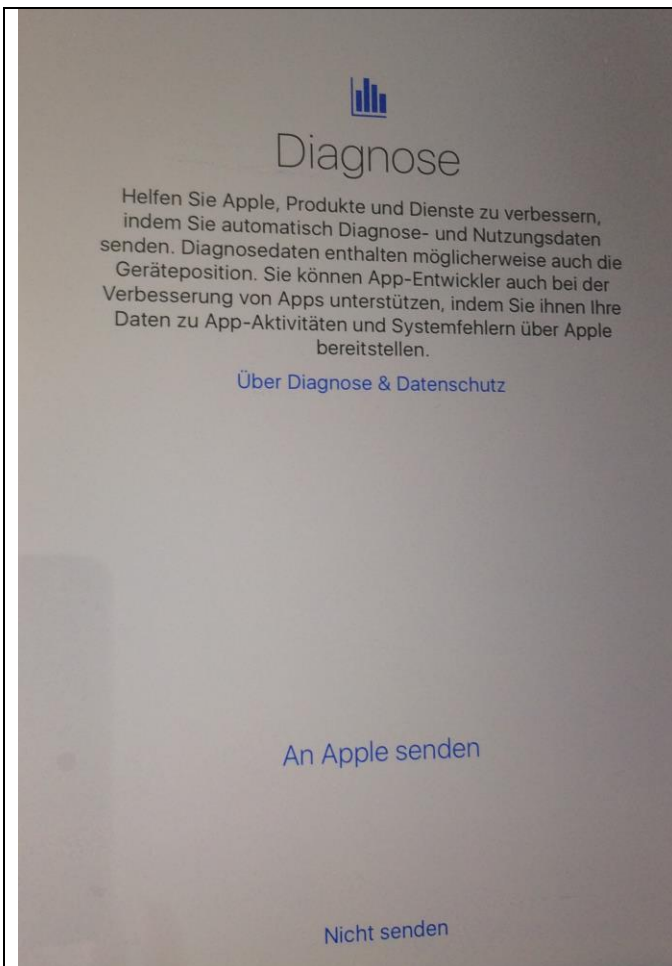 Diagnose
Helfen Sie Apple, Produkte und Dienste zu verbessern,
indem Sie automatisch Diagnose- und Nutzungsdaten
senden. Diagnosedaten enthalten möglicherweise auch die
Geräteposition. Sie können App-Entwickler auch bei der
Verbesserung von Apps unterstützen, indem Sie ihnen Ihre
Daten zu App-Aktivitäten und Systemfehlern über Apple
bereitstellen.
Über Diagnose & Datenschutz
An Apple senden
Nicht senden